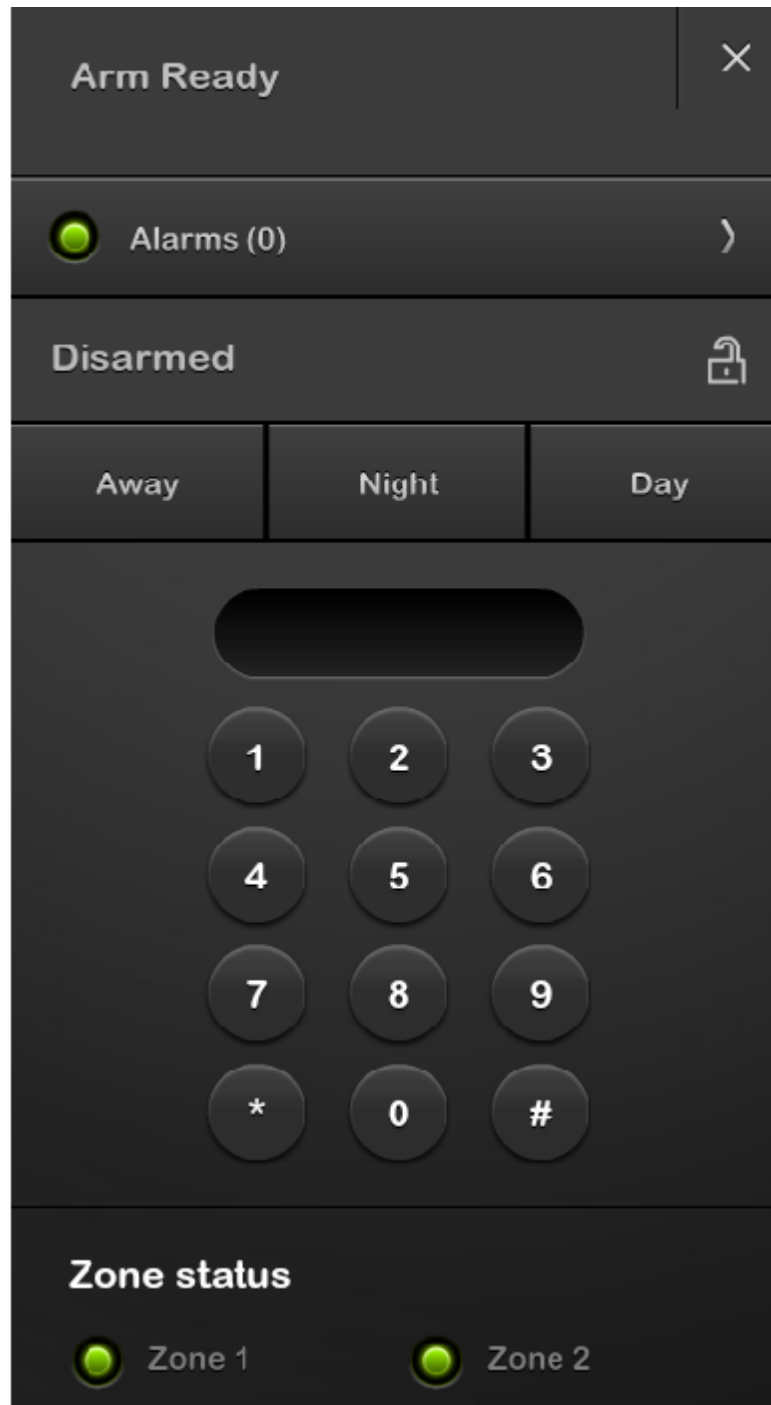 Arm Ready
Alarms (0)
Disarmed
Away Night Day
1 2 3
4 5 6
7 8 9
* 0 #
Zone status
Zone 1 Zone 2